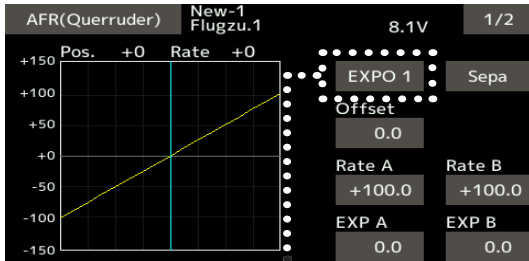 AFR(Querruder)
New-1
Flugzu.1
8.1V
1/2
Pos. +0 Rate +0
+150
+100
+50
+0
-50
-100
-150
EXPO 1
Sepa
Offset
0.0
Rate A Rate B
+100.0 +100.0
EXP A EXP B
0.0 0.0